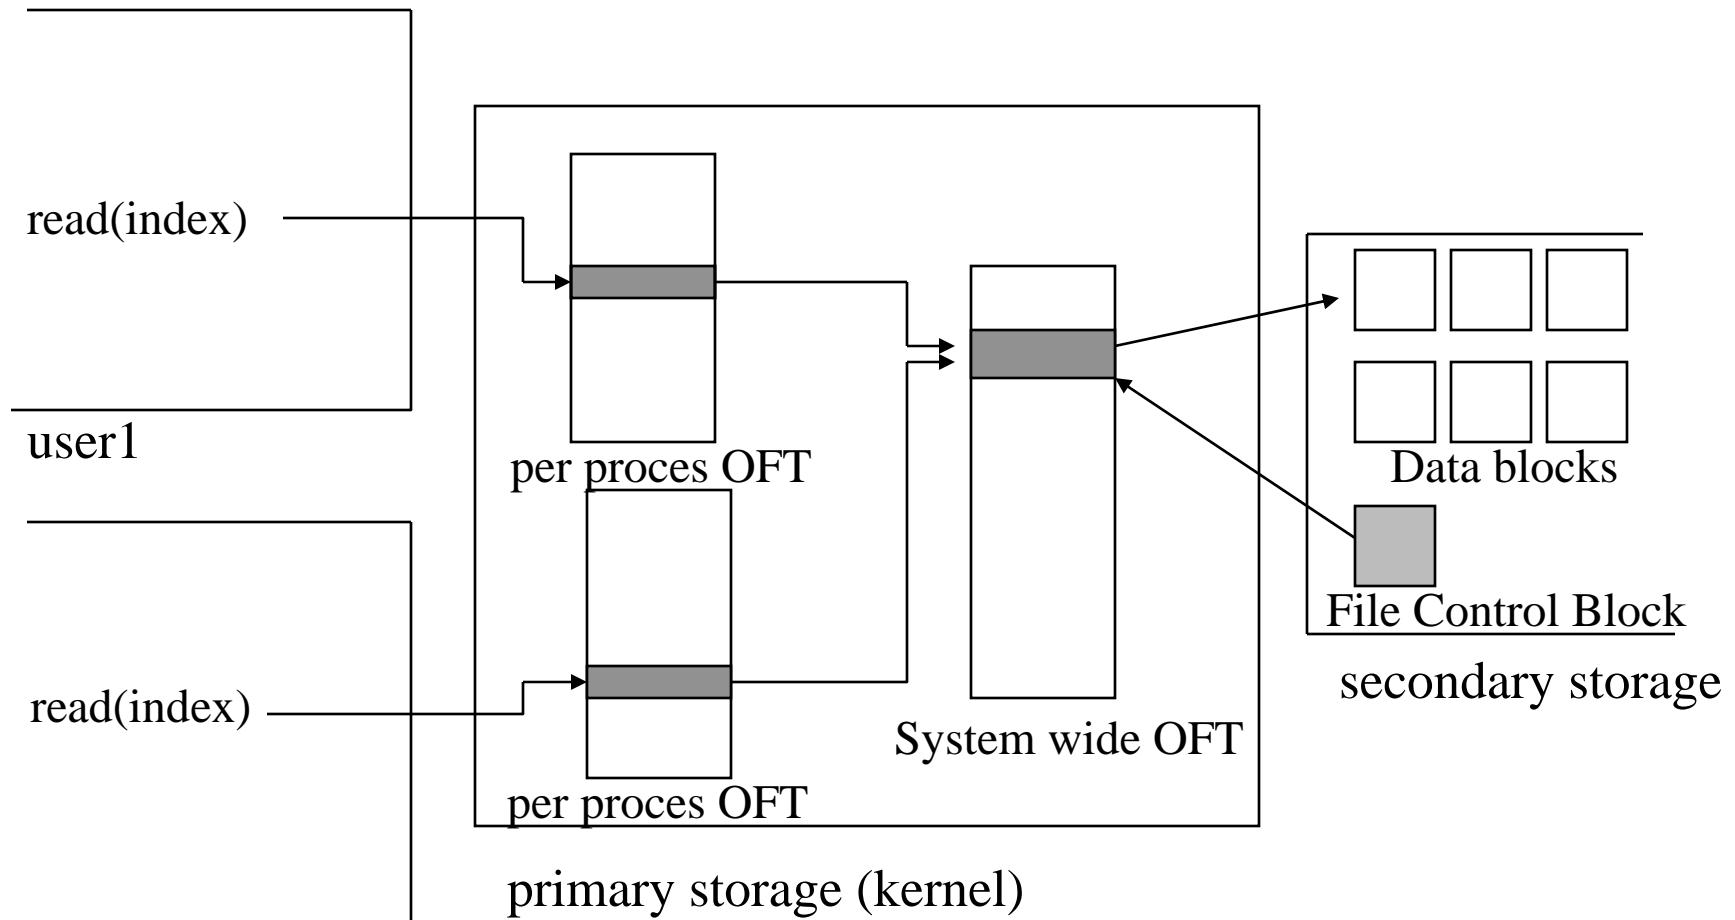 read(index)
user1
per proces OFT
Data blocks
File Control Block
secondary storage
read(index)
System wide OFT
per proces OFT
primary storage (kernel)